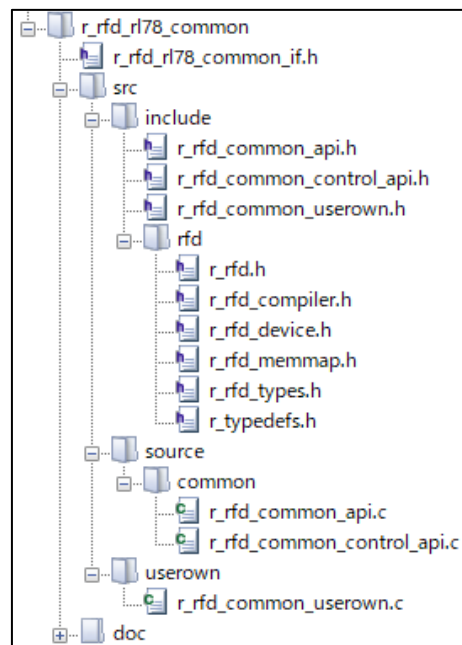 r_rfd_rl78_common
r_rfd_rl78_common_if.h
src
include
r_rfd_common_api.h
r_rfd_common_control_api.h
r_rfd_common_userown.h
rfd
r_rfd.h
r_rfd_compiler.h
r_rfd_device.h
r_rfd_memmap.h
r_rfd_types.h
r_typedefs.h
source
common
r_rfd_common_api.c
r_rfd_common_control_api.c
userown
r_rfd_common_userown.c
doc